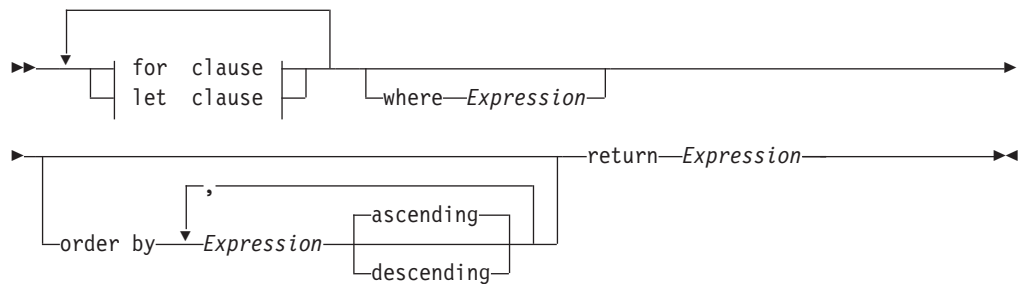 for clause
let clause
where Expression
return Expression
,
ascending
order by Expression
descending